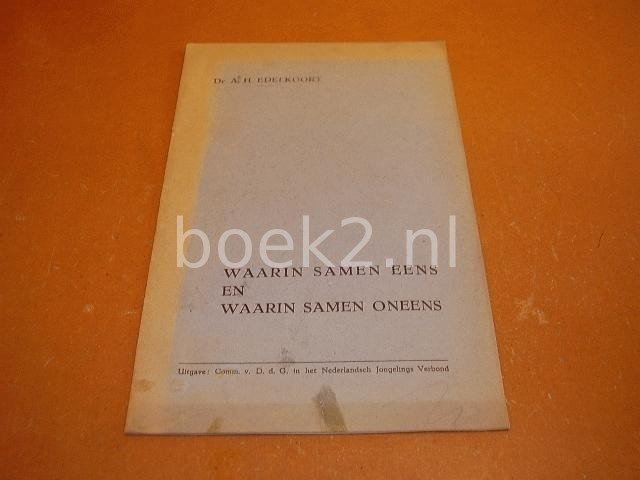 Dr. A. H. EDELKOORT
boek2.nl
WAARIN SAMEN EENS
EN
WAARIN SAMEN ONEENS
Uitgave: Comm. v. D. d. G. in het Nederlandsch Jongelings Verbond